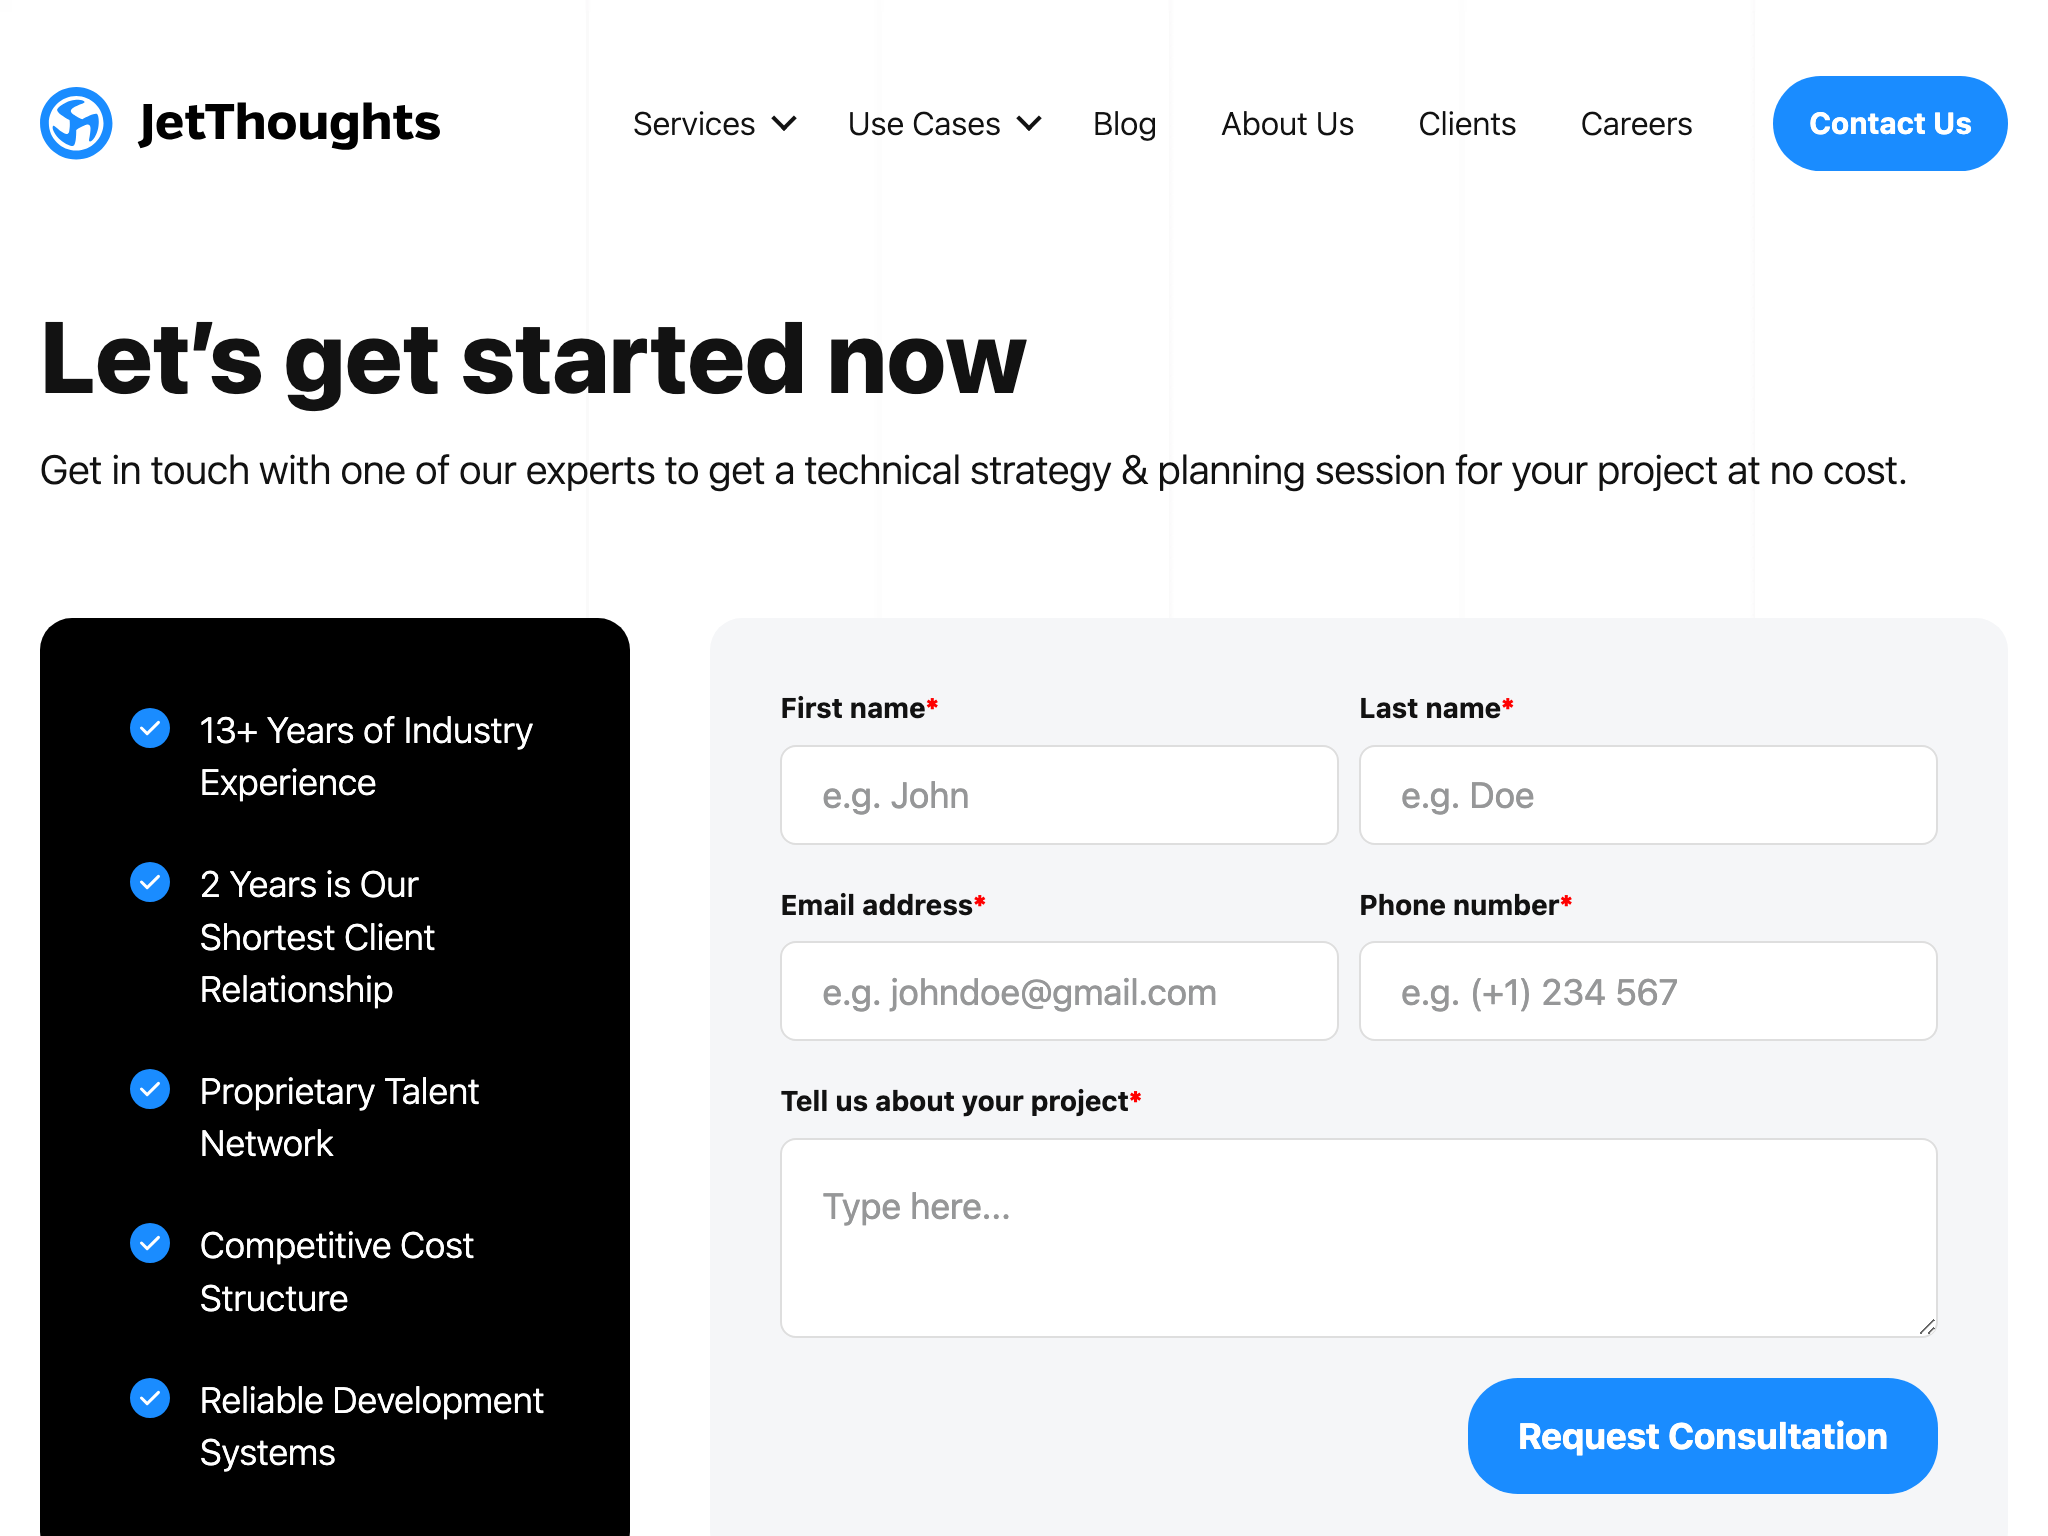 JetThoughts
Services
Use Cases
Blog
About Us
Clients
Careers
Contact Us
Let’s get started now
Get in touch with one of our experts to get a technical strategy & planning session for your project at no cost.
13+ Years of Industry
Experience
2 Years is Our
Shortest Client
Relationship
Proprietary Talent
Network
Competitive Cost
Structure
Reliable Development
Systems
First name*
e.g. John
Last name*
e.g. Doe
Email address*
e.g. johndoe@gmail.com
Phone number*
e.g. (+1) 234 567
Tell us about your project*
Type here...
Request Consultation